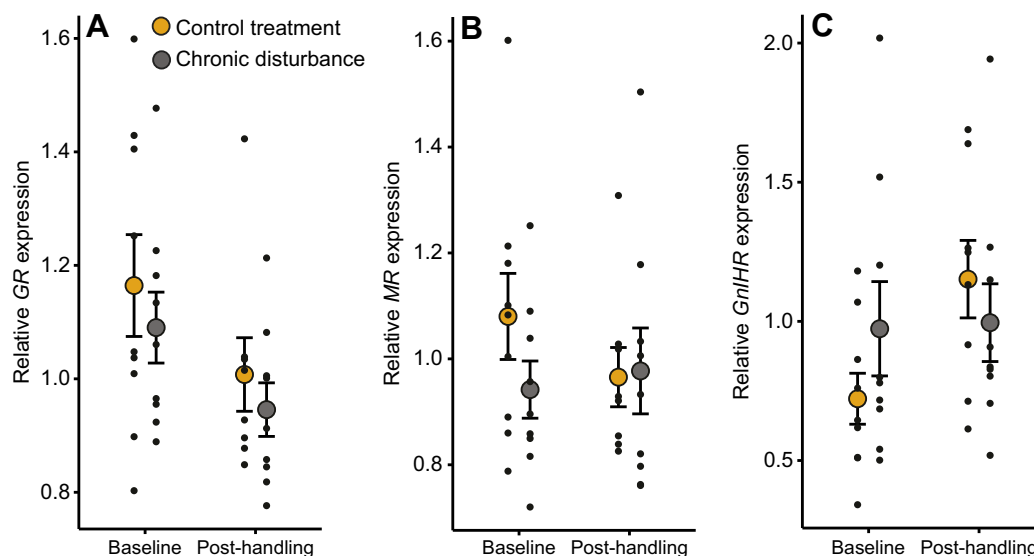 A
Control treatment
Chronic disturbance
Relative GR expression
1.6
1.4
1.2
1.0
0.8
Baseline Post-handling
B
Relative MR expression
1.6
1.4
1.2
1.0
0.8
Baseline Post-handling
C
Relative GnIHR expression
2.0
1.5
1.0
0.5
Baseline Post-handling